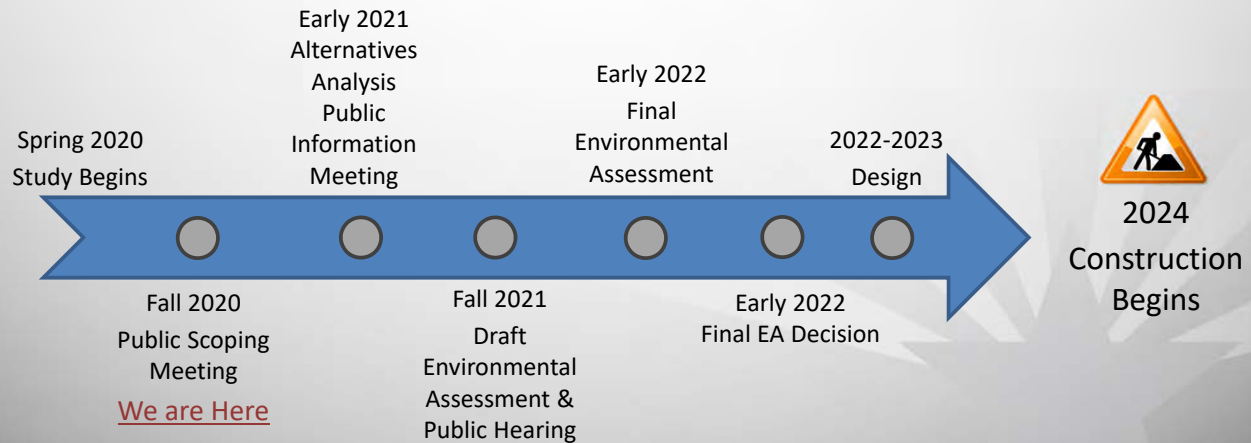 Spring 2020
Study Begins
Fall 2020
Public Scoping
Meeting
We are Here
Early 2021
Alternatives
Analysis
Public
Information
Meeting
Fall 2021
Draft
Environmental
Assessment &
Public Hearing
Early 2022
Final
Environmental
Assessment
Early 2022
Final EA Decision
2022-2023
Design
2024
Construction
Begins